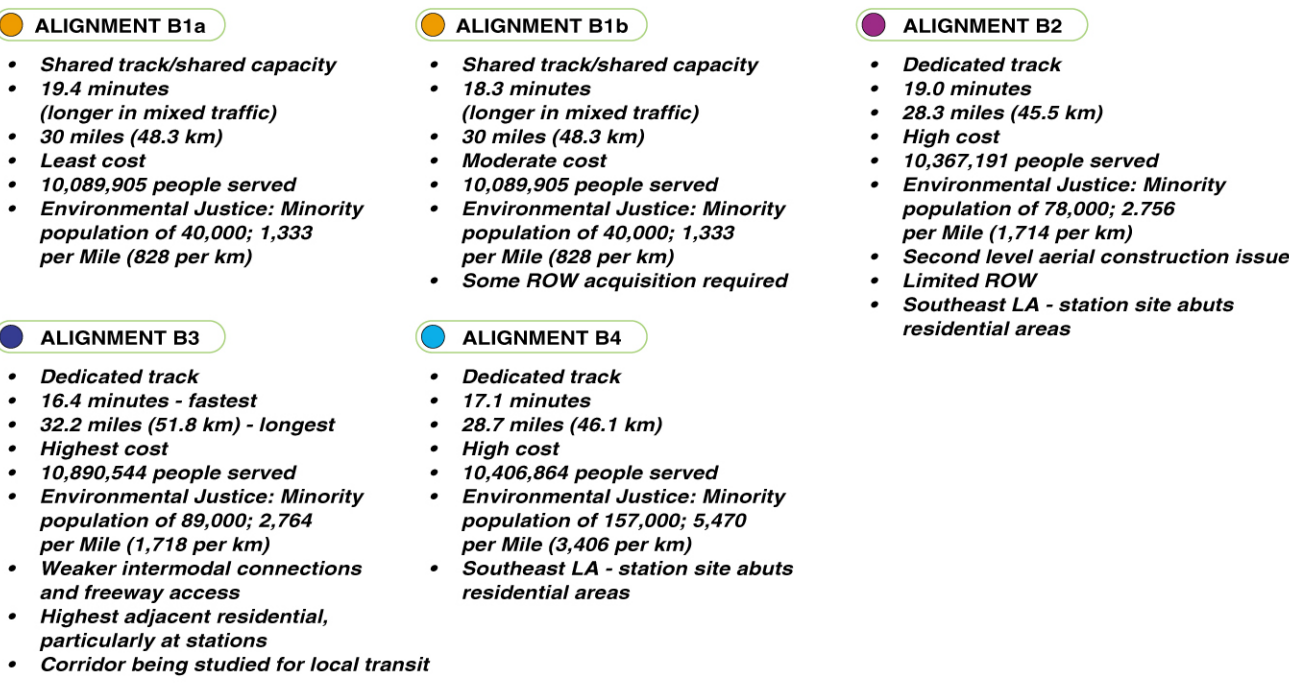 ALIGNMENT B1a
• Shared track/shared capacity
• 19.4 minutes
(longer in mixed traffic)
• 30 miles (48.3 km)
• Least cost
• 10,089,905 people served
• Environmental Justice: Minority
population of 40,000; 1,333
per Mile (828 per km)
ALIGNMENT B1b
• Shared track/shared capacity
• 18.3 minutes
(longer in mixed traffic)
• 30 miles (48.3 km)
• Moderate cost
• 10,089,905 people served
• Environmental Justice: Minority
population of 40,000; 1,333
per Mile (828 per km)
• Some ROW acquisition required
ALIGNMENT B2
• Dedicated track
• 19.0 minutes
• 28.3 miles (45.5 km)
• High cost
• 10,367,191 people served
• Environmental Justice: Minority
population of 78,000; 2.756
per Mile (1,714 per km)
• Second level aerial construction issue
• Limited ROW
• Southeast LA - station site abuts
residential areas
ALIGNMENT B3
• Dedicated track
• 16.4 minutes - fastest
• 32.2 miles (51.8 km) - longest
• Highest cost
• 10,890,544 people served
• Environmental Justice: Minority
population of 89,000; 2,764
per Mile (1,718 per km)
• Weaker intermodal connections
and freeway access
• Highest adjacent residential,
particularly at stations
• Corridor being studied for local transit
ALIGNMENT B4
• Dedicated track
• 17.1 minutes
• 28.7 miles (46.1 km)
• High cost
• 10,406,864 people served
• Environmental Justice: Minority
population of 157,000; 5,470
per Mile (3,406 per km)
• Southeast LA - station site abuts
residential areas